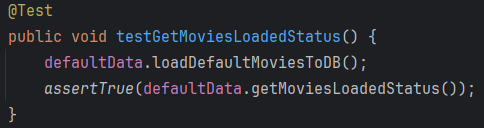 @Test
public void testGetMoviesLoadedStatus() {
    defaultData.loadDefaultMoviesToDB();
    assertTrue(defaultData.getMoviesLoadedStatus());
}